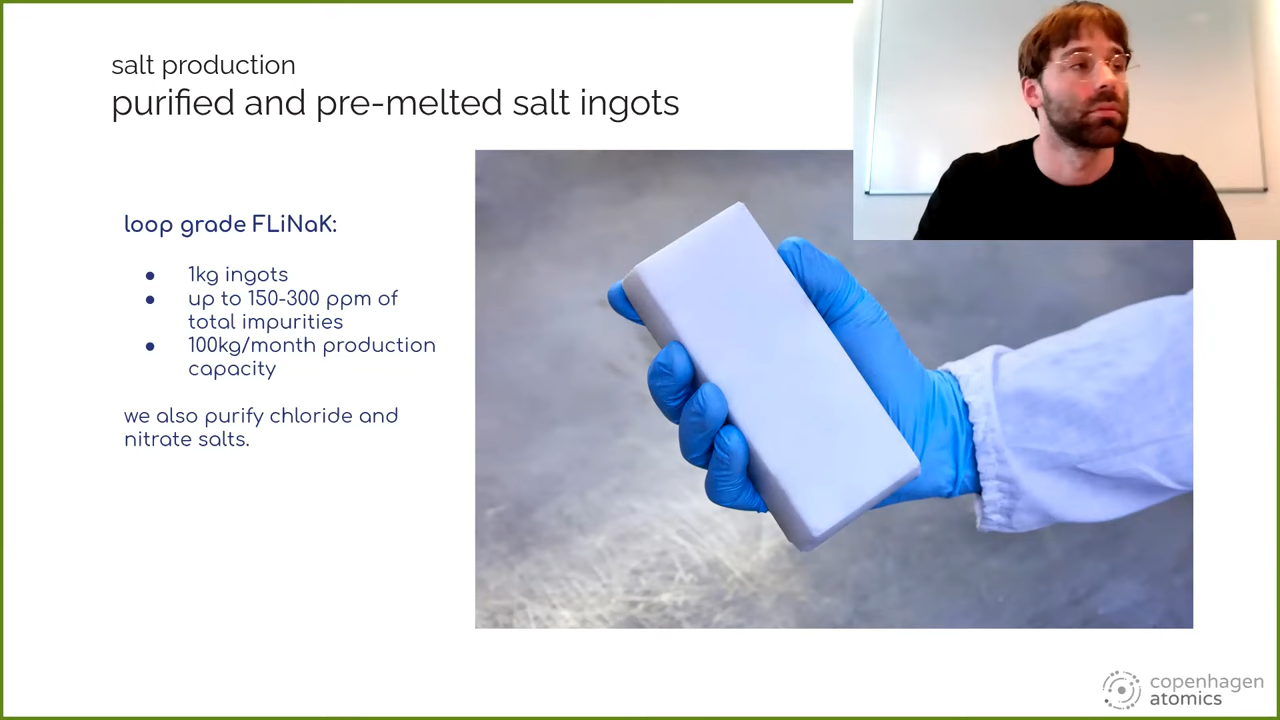 salt production
purified and pre-melted salt ingots
loop grade FLiNaK:
● 1kg ingots
● up to 150-300 ppm of
total impurities
● 100kg/month production
capacity
we also purify chloride and
nitrate salts.
copenhagen
atomics